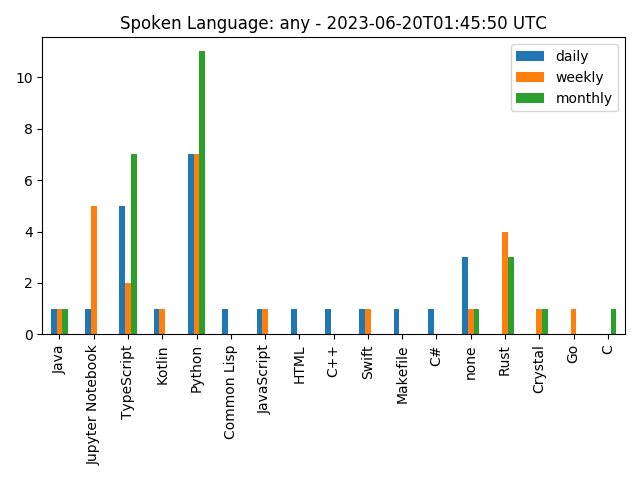 Spoken Language: any - 2023-06-20T01:45:50 UTC
daily
weekly
monthly
10
8
6
4
2
0
Java
Jupyter Notebook
TypeScript
Kotlin
Python
Common Lisp
JavaScript
HTML
C++
Swift
Makefile
C#
none
Rust
Crystal
Go
C